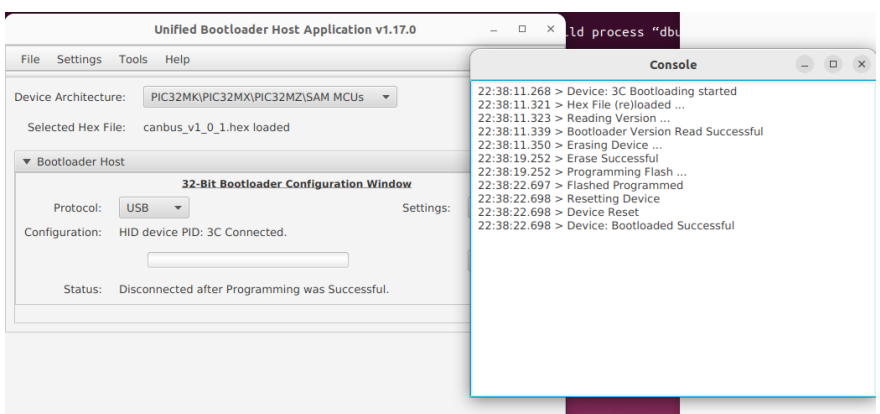 Unified Bootloader Host Application v1.17.0
ld process “dbu
File Settings Tools Help
Device Architecture: PIC32MK\PIC32MX\PIC32MZ\SAM MCUs
Selected Hex File: canbus_v1_0_1.hex loaded
Bootloader Host
32-Bit Bootloader Configuration Window
Protocol: USB Settings:
Configuration: HID device PID: 3C Connected.
Status: Disconnected after Programming was Successful.
Console
22:38:11.268 > Device: 3C Bootloading started
22:38:11.321 > Hex File (re)loaded ...
22:38:11.323 > Reading Version ...
22:38:11.339 > Bootloader Version Read Successful
22:38:11.350 > Erasing Device ...
22:38:19.252 > Erase Successful
22:38:19.252 > Programming Flash ...
22:38:22.697 > Flashed Programmed
22:38:22.698 > Resetting Device
22:38:22.698 > Device Reset
22:38:22.698 > Device: Bootloaded Successful